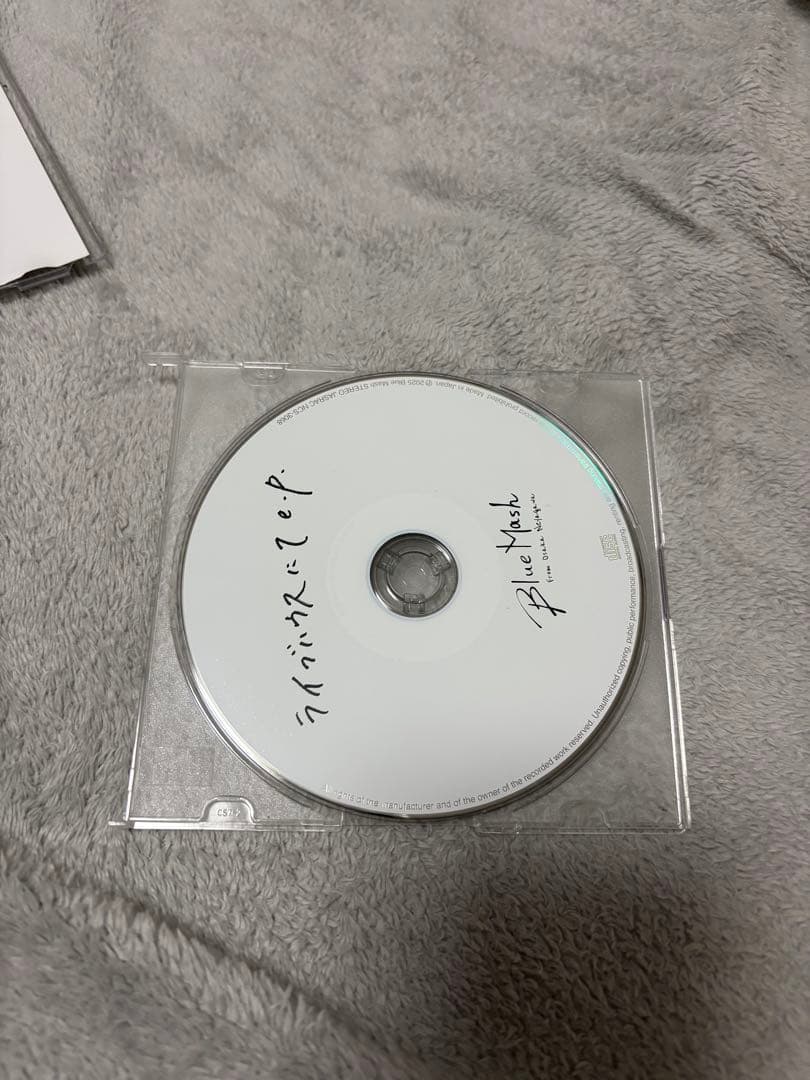 ライブハウスにて e.p.
Blue Mash
from Osaka Neyagawa
All rights of the manufacturer and of the owner of the recorded work reserved. Unauthorized copying, public performance, broadcasting,
record prohibited. Made in Japan. ℗ 2025 Blue Mash STEREO JASRAC NCS-3068